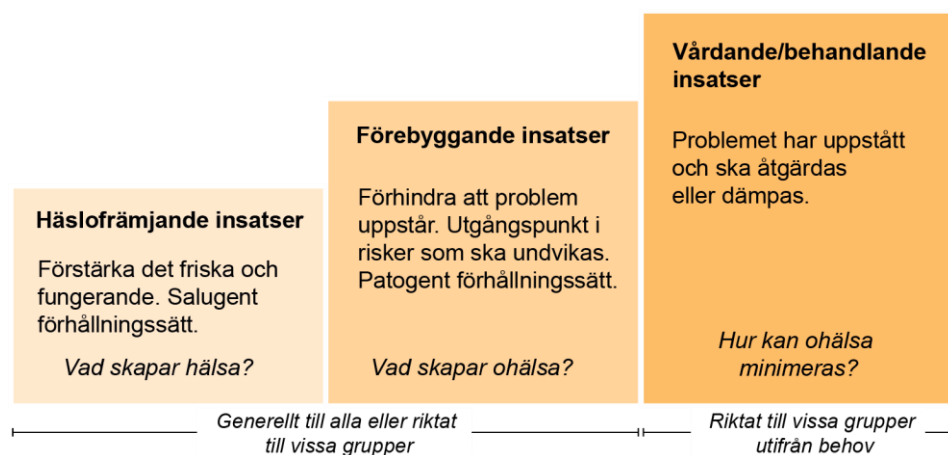 Häslofrämjande insatser
Förstärka det friska och
fungerande. Salugent
förhållningssätt.
Vad skapar hälsa?
Förebyggande insatser
Förhindra att problem
uppstår. Utgångspunkt i
risker som ska undvikas.
Patogent förhållningssätt.
Vad skapar ohälsa?
Vårdande/behandlande
insatser
Problemet har uppstått
och ska åtgärdas
eller dämpas.
Hur kan ohälsa
minimeras?
Generellt till alla eller riktat
till vissa grupper
Riktat till vissa grupper
utifrån behov